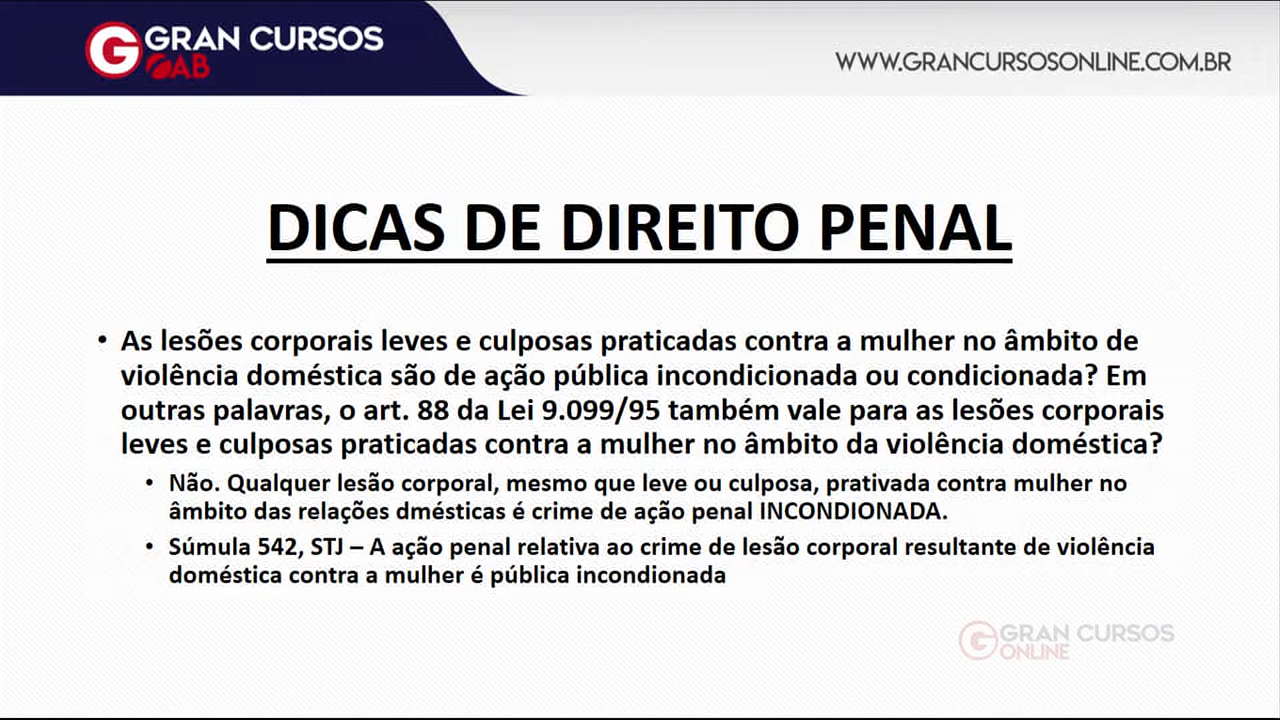 GRAN CURSOS
OAB
WWW.GRANCURSOSONLINE.COM.BR
DICAS DE DIREITO PENAL
• As lesões corporais leves e culposas praticadas contra a mulher no âmbito de
violência doméstica são de ação pública incondicionada ou condicionada? Em
outras palavras, o art. 88 da Lei 9.099/95 também vale para as lesões corporais
leves e culposas praticadas contra a mulher no âmbito da violência doméstica?
• Não. Qualquer lesão corporal, mesmo que leve ou culposa, prativada contra mulher no
âmbito das relações dmésticas é crime de ação penal INCONDIONADA.
• Súmula 542, STJ – A ação penal relativa ao crime de lesão corporal resultante de violência
doméstica contra a mulher é pública incondionada
GRAN CURSOS
ONLINE